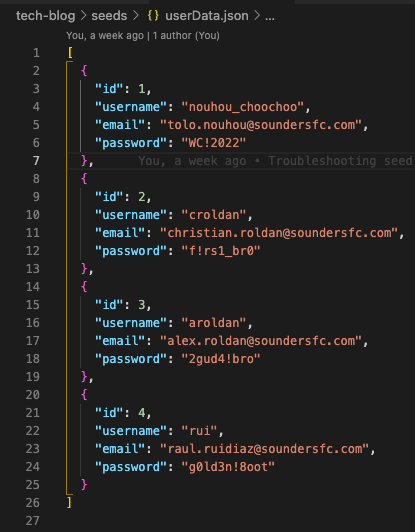 tech-blog > seeds > {} userData.json > ...
You, a week ago | 1 author (You)
1 [
2 {
3 "id": 1,
4 "username": "nouhou_choochoo",
5 "email": "tolo.nouhou@soundersfc.com",
6 "password": "WC!2022"
7 }, You, a week ago • Troubleshooting seed
8 {
9 "id": 2,
10 "username": "croldan",
11 "email": "christian.roldan@soundersfc.com",
12 "password": "f!rs1_br0"
13 },
14 {
15 "id": 3,
16 "username": "aroldan",
17 "email": "alex.roldan@soundersfc.com",
18 "password": "2gud4!bro"
19 },
20 {
21 "id": 4,
22 "username": "rui",
23 "email": "raul.ruidiaz@soundersfc.com",
24 "password": "g0ld3n!8oot"
25 }
26 ]
27